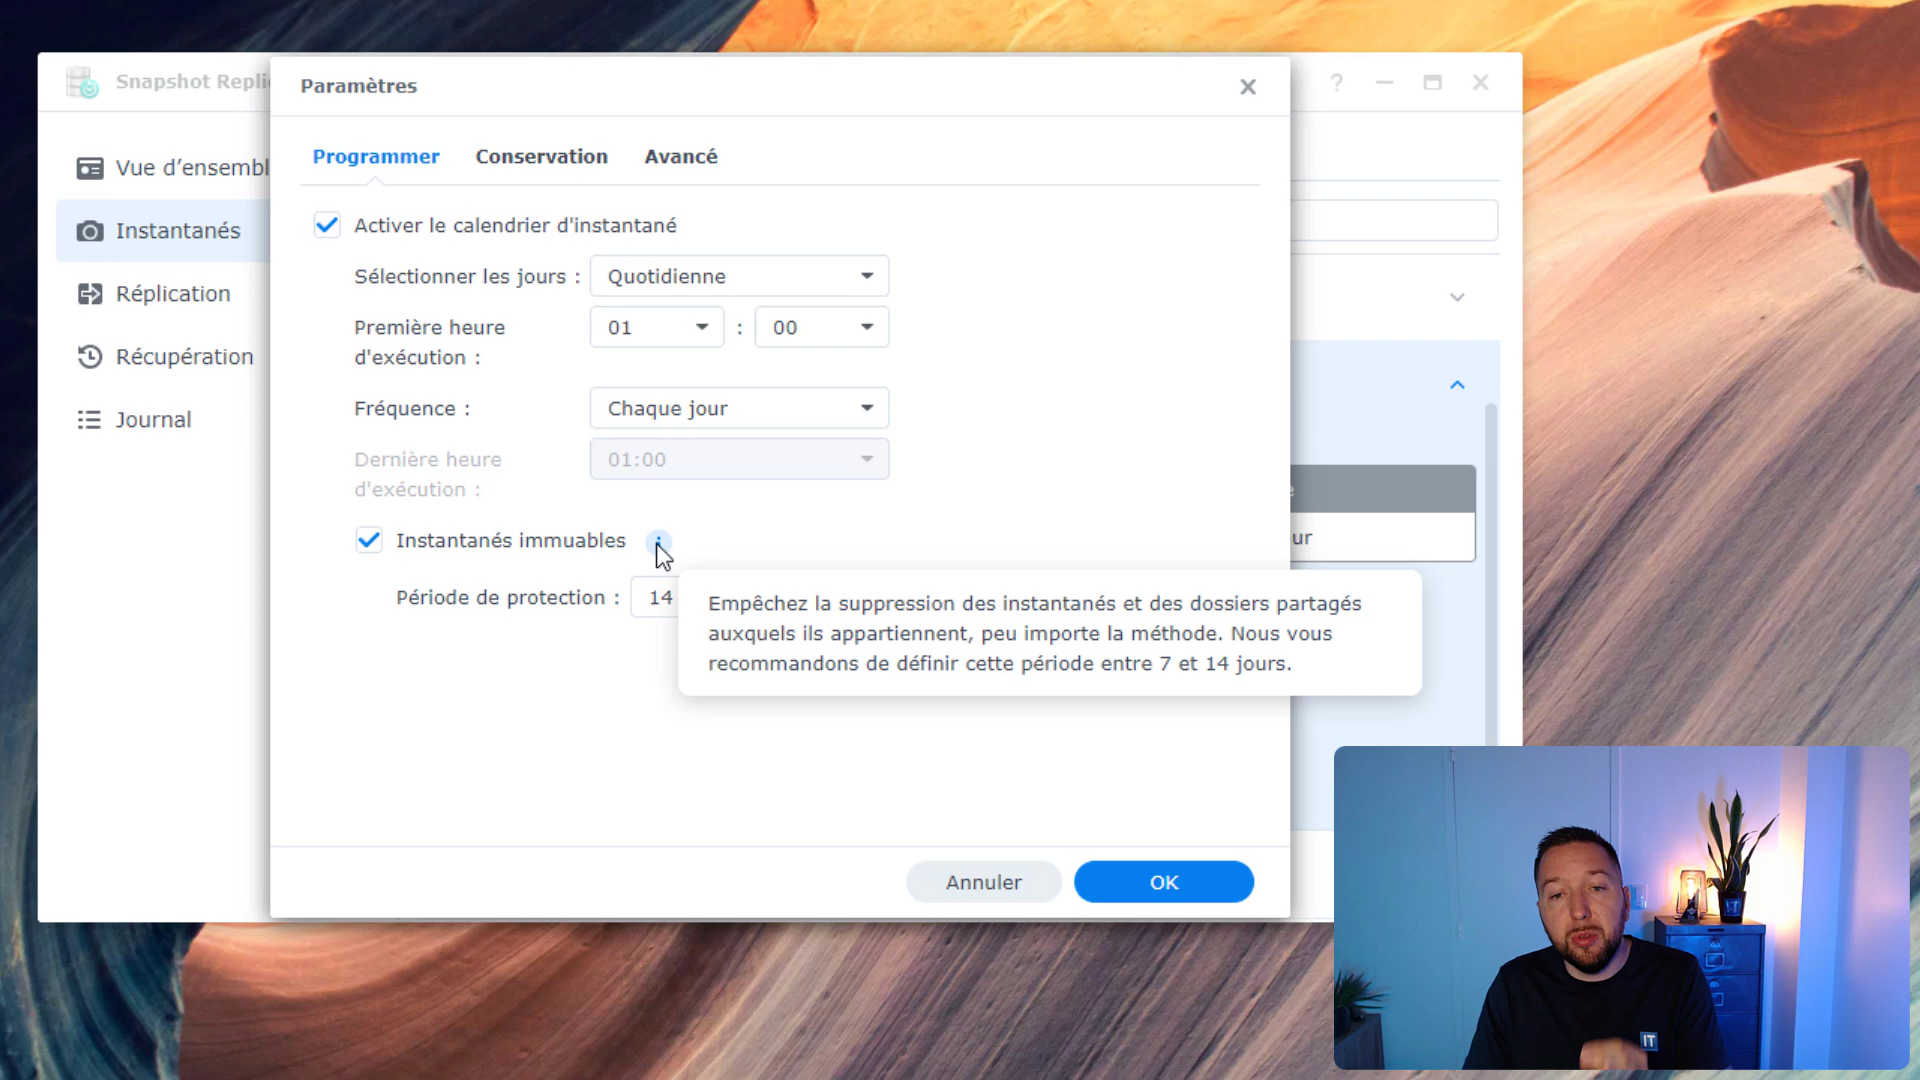 Snapshot Repli
Paramètres
Programmer Conservation Avancé
Vue d’ensembl
Instantanés
Réplication
Récupération
Journal
Activer le calendrier d'instantané
Sélectionner les jours : Quotidienne
Première heure d'exécution : 01 : 00
Fréquence : Chaque jour
Dernière heure d'exécution : 01:00
Instantanés immuables
Période de protection : 14
Empêchez la suppression des instantanés et des dossiers partagés
auxquels ils appartiennent, peu importe la méthode. Nous vous
recommandons de définir cette période entre 7 et 14 jours.
e
ur
Annuler OK
IT